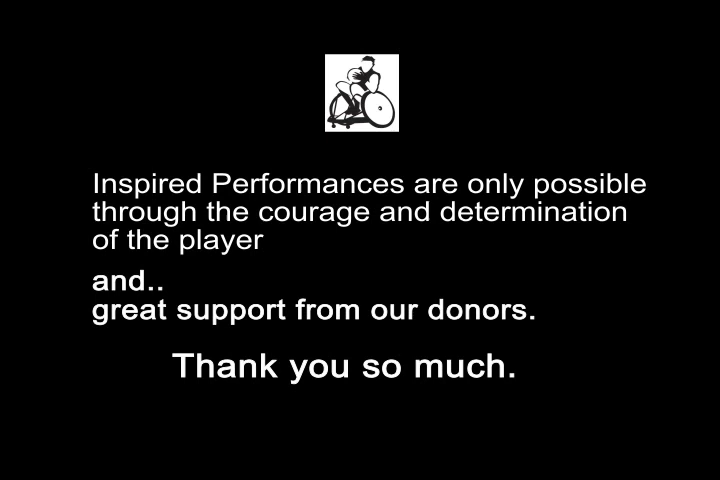 Inspired Performances are only possible
through the courage and determination
of the player
and..
great support from our donors.
Thank you so much.